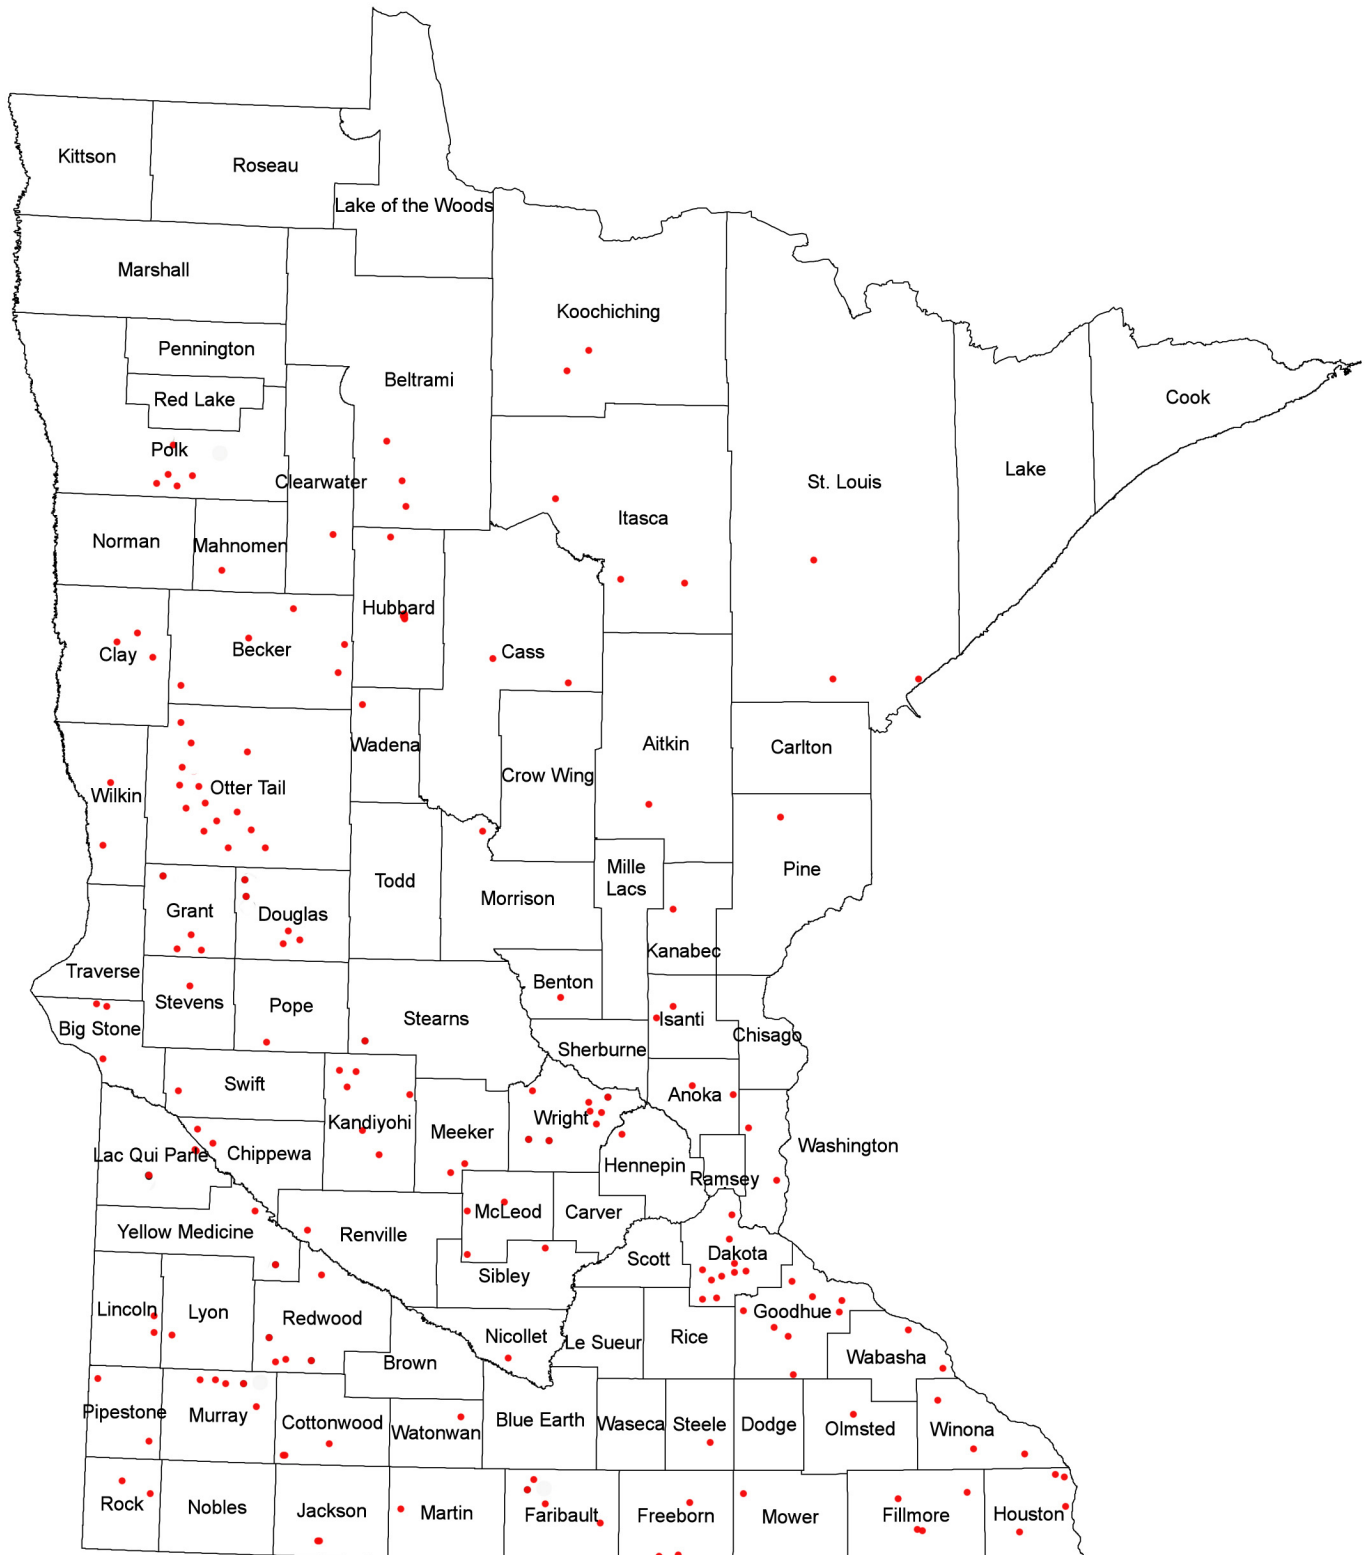 Kittson
Roseau
Lake of the Woods
Marshall
Koochiching
Pennington
Beltrami
Red Lake
Cook
Polk
Lake
Clearwater
St. Louis
Itasca
Norman
Mahnomen
Hubbard
Becker
Cass
Clay
Wadena
Aitkin
Carlton
Crow Wing
Otter Tail
Wilkin
Mille
Lacs
Pine
Todd
Morrison
Grant
Douglas
Kanabec
Traverse
Benton
Stevens
Pope
Stearns
Isanti
Big Stone
Chisago
Sherburne
Swift
Anoka
Wright
Kandiyohi
Meeker
Washington
Lac Qui Parle
Chippewa
Hennepin
Ramsey
McLeod
Carver
Yellow Medicine
Renville
Dakota
Scott
Sibley
Lincoln
Lyon
Goodhue
Redwood
Nicollet
Rice
Le Sueur
Wabasha
Brown
Pipestone
Murray
Blue Earth
Cottonwood
Waseca
Steele
Dodge
Olmsted
Winona
Watonwan
Rock
Nobles
Jackson
Martin
Faribault
Freeborn
Mower
Fillmore
Houston